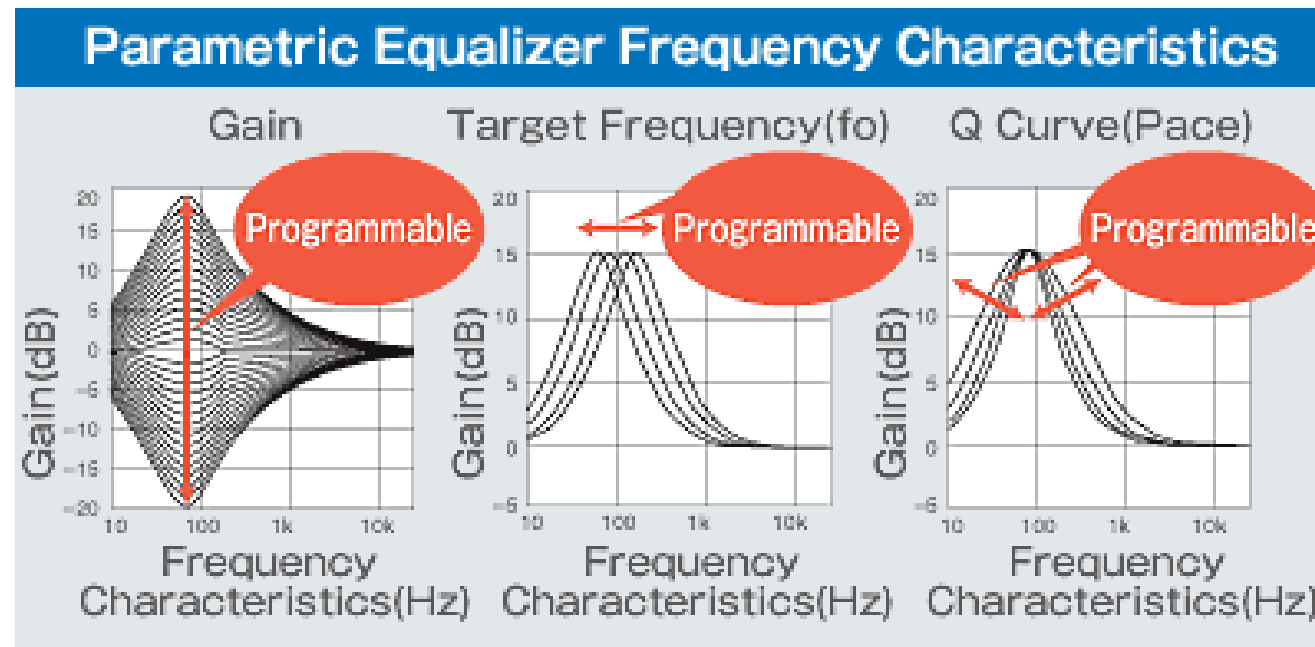 Parametric Equalizer Frequency Characteristics
Gain
Target Frequency(fo)
Q Curve(Pace)
Programmable
Programmable
Programmable
Gain(dB)
20
15
10
5
0
-5
-10
-15
-20
10 100 1k 10k
Frequency
Characteristics(Hz)
Gain(dB)
20
15
10
5
0
-5
10 100 1k 10k
Frequency
Characteristics(Hz)
Gain(dB)
20
15
10
5
0
-5
10 100 1k 10k
Frequency
Characteristics(Hz)